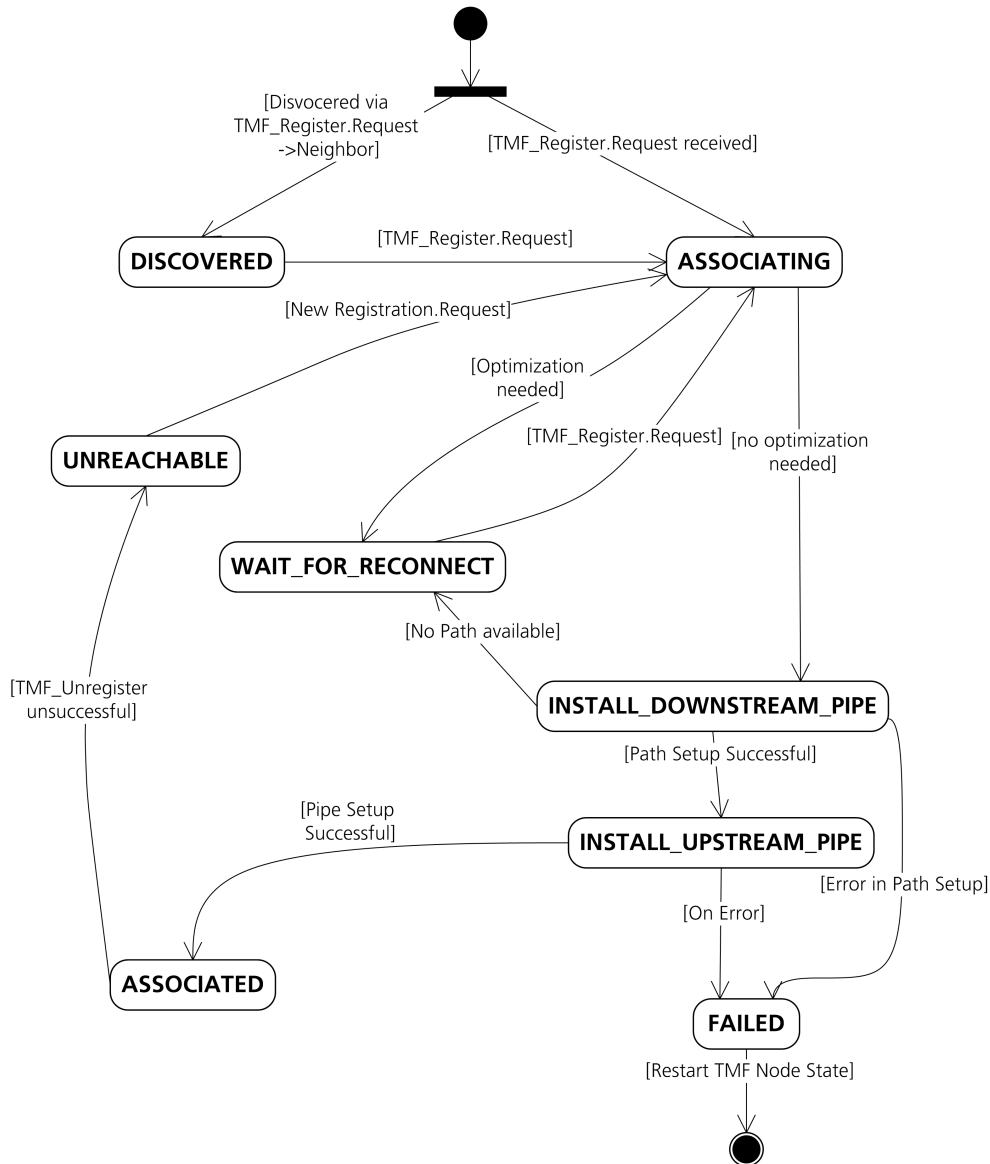 [Disvocered via
TMF_Register.Request
->Neighbor]
[TMF_Register.Request received]
[TMF_Register.Request]
DISCOVERED
ASSOCIATING
[New Registration.Request]
[Optimization
needed]
[TMF_Register.Request]
[no optimization
needed]
UNREACHABLE
WAIT_FOR_RECONNECT
[No Path available]
[TMF_Unregister
unsuccessful]
INSTALL_DOWNSTREAM_PIPE
[Path Setup Successful]
[Pipe Setup
Successful]
INSTALL_UPSTREAM_PIPE
[Error in Path Setup]
[On Error]
ASSOCIATED
FAILED
[Restart TMF Node State]